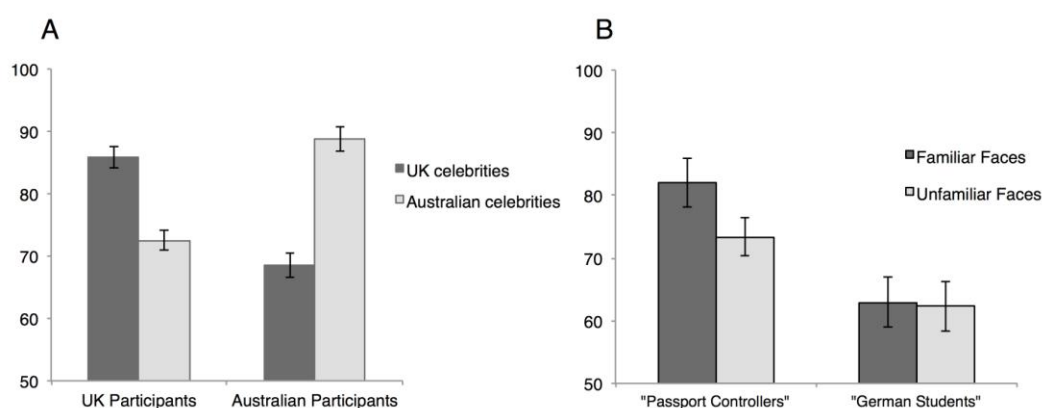 A
100
90
80
70
60
50
UK Participants
Australian Participants
UK celebrities
Australian celebrities
B
100
90
80
70
60
50
"Passport Controllers"
"German Students"
Familiar Faces
Unfamiliar Faces